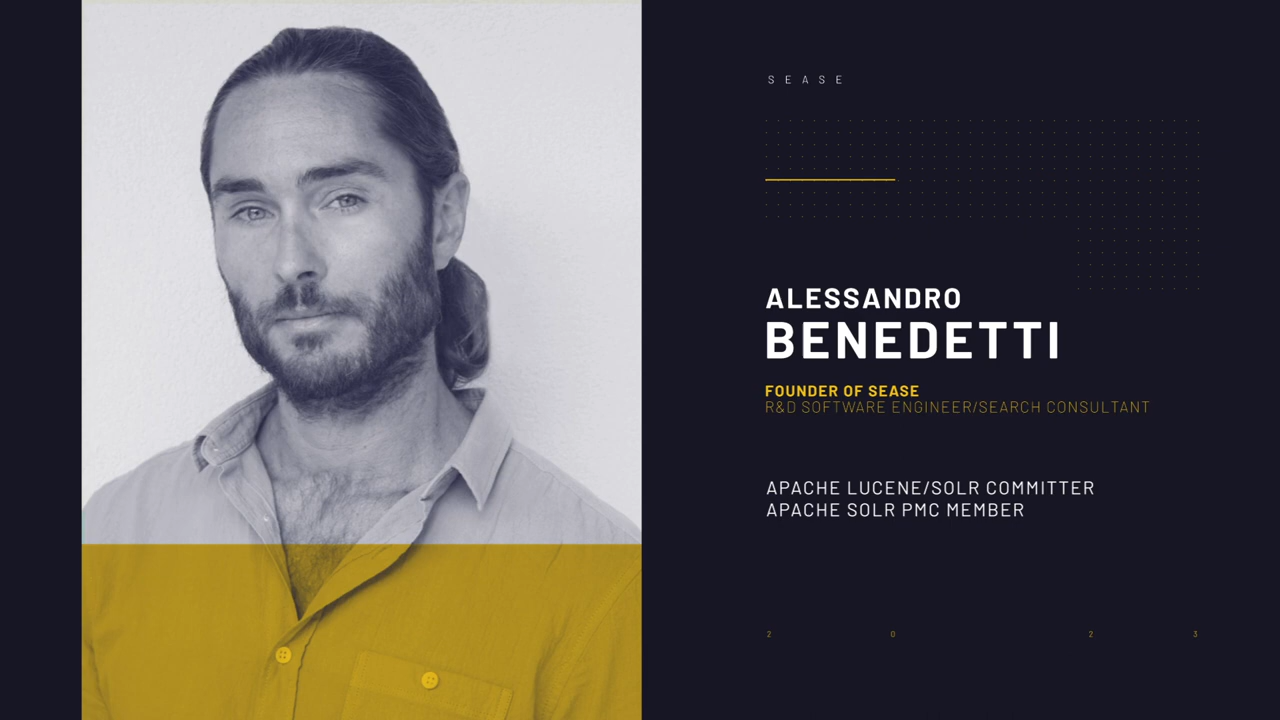 S E A S E
ALESSANDRO
BENEDETTI
FOUNDER OF SEASE
R&D SOFTWARE ENGINEER/SEARCH CONSULTANT
APACHE LUCENE/SOLR COMMITTER
APACHE SOLR PMC MEMBER
2 0 2 3